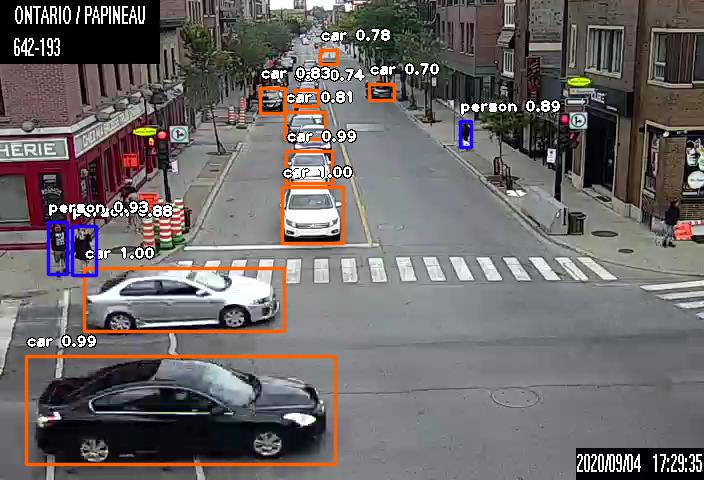 ONTARIO / PAPINEAU
642-193
car 0.78
car 0.83
0.74
car 0.70
car 0.81
person 0.89
car 0.99
car 1.00
person 0.93
0.88
car 1.00
HERIE
car 0.99
2020/09/04 17:29:35